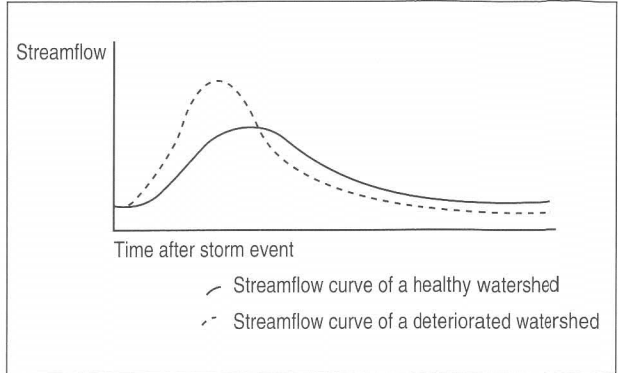 Streamflow
Time after storm event
Streamflow curve of a healthy watershed
Streamflow curve of a deteriorated watershed